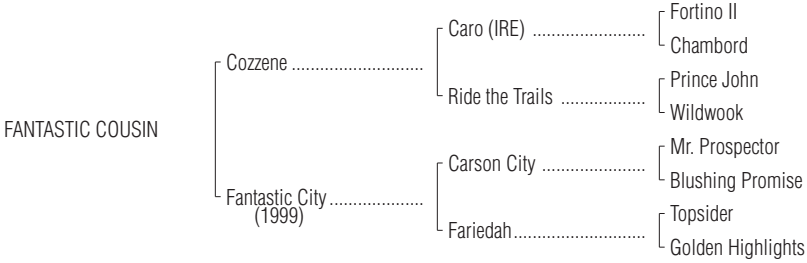 Fortino II
Caro (IRE) ........................
Chambord
Cozzene ............................
Prince John
Ride the Trails ..................
Wildwook
FANTASTIC COUSIN
Mr. Prospector
Carson City ......................
Blushing Promise
Fantastic City ....................
(1999)
Topsider
Fariedah............................
Golden Highlights